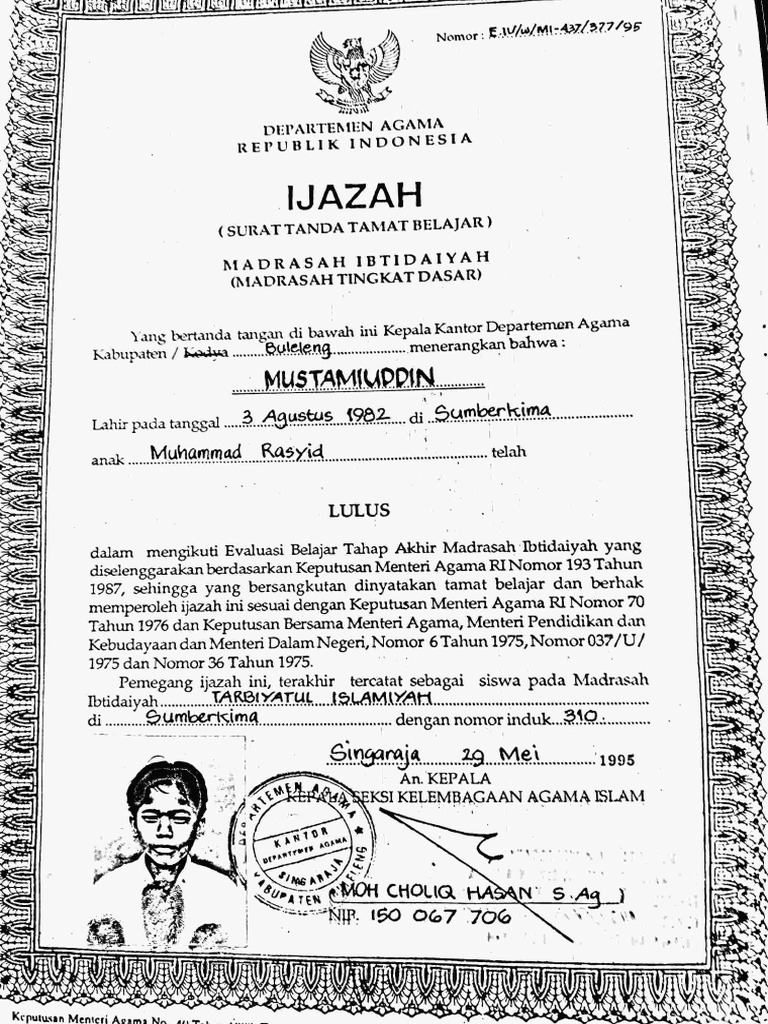 Nomor : E.IV/W/MI-437/377/95
DEPARTEMEN AGAMA
REPUBLIK INDONESIA
IJAZAH
( SURAT TANDA TAMAT BELAJAR )
MADRASAH IBTIDAIYAH
(MADRASAH TINGKAT DASAR)
Yang bertanda tangan di bawah ini Kepala Kantor Departemen Agama
Kabupaten / Kodya Buleleng menerangkan bahwa :
MUSTAMIUDDIN
Lahir pada tanggal 3 Agustus 1982 di Sumberkima
anak Muhammad Rasyid telah
LULUS
dalam mengikuti Evaluasi Belajar Tahap Akhir Madrasah Ibtidaiyah yang
diselenggarakan berdasarkan Keputusan Menteri Agama RI Nomor 193 Tahun
1987, sehingga yang bersangkutan dinyatakan tamat belajar dan berhak
memperoleh ijazah ini sesuai dengan Keputusan Menteri Agama RI Nomor 70
Tahun 1976 dan Keputusan Bersama Menteri Agama, Menteri Pendidikan dan
Kebudayaan dan Menteri Dalam Negeri, Nomor 6 Tahun 1975, Nomor 037/U/
1975 dan Nomor 36 Tahun 1975.
Pemegang ijazah ini, terakhir tercatat sebagai siswa pada Madrasah
Ibtidaiyah TARBIYATUL ISLAMIYAH
di Sumberkima dengan nomor induk 310
Singaraja 29 Mei 1995
An. KEPALA
KEPALA SEKSI KELEMBAGAAN AGAMA ISLAM
DEPARTEMEN AGAMA
KANTOR
DEPARTEMEN AGAMA
SINGARAJA
KABUPATEN BULELENG
( MOH CHOLIQ HASAN S.Ag )
NIP. 150 067 706
Keputusan Menteri Agama No.